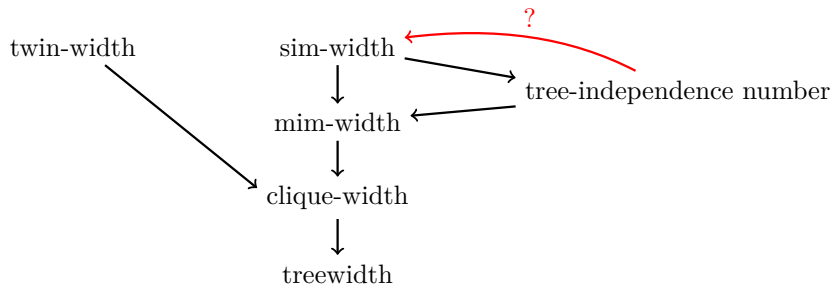 ?
twin-width
sim-width
tree-independence number
mim-width
clique-width
treewidth